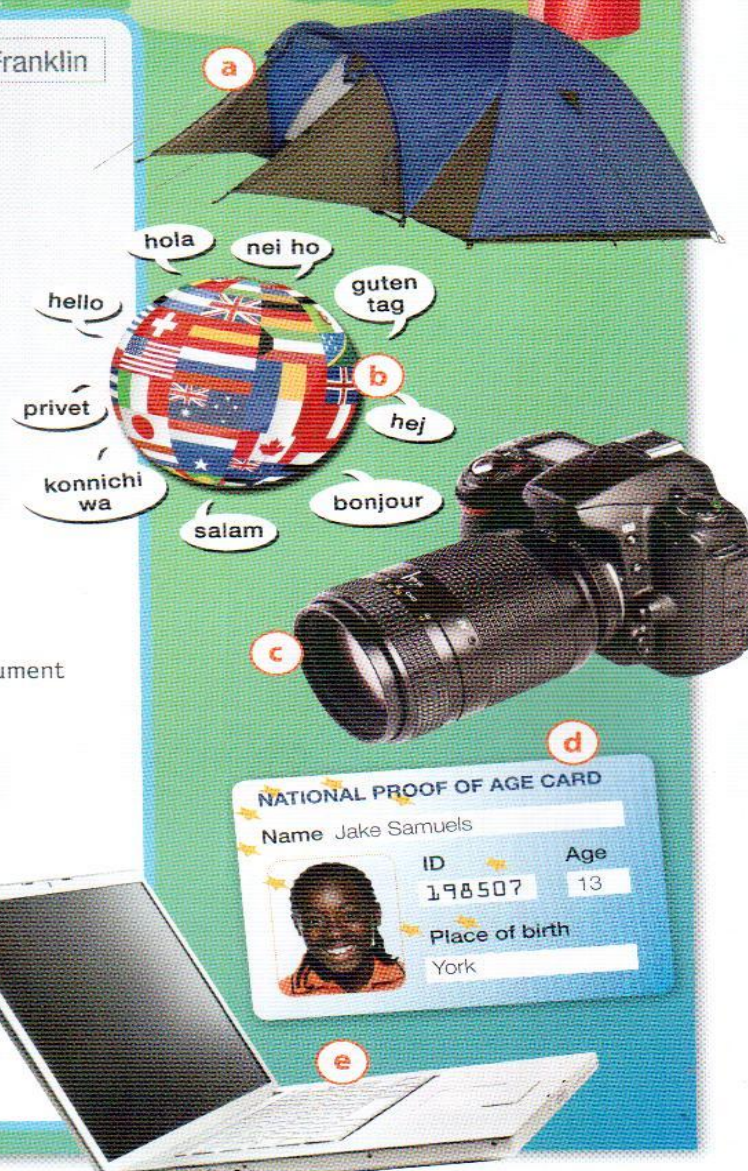 Franklin
a
hola
nei ho
guten
tag
hello
b
privet
hej
konnichi
wa
bonjour
salam
c
ument
d
NATIONAL PROOF OF AGE CARD
Name Jake Samuels
ID
Age
198507
13
Place of birth
York
e